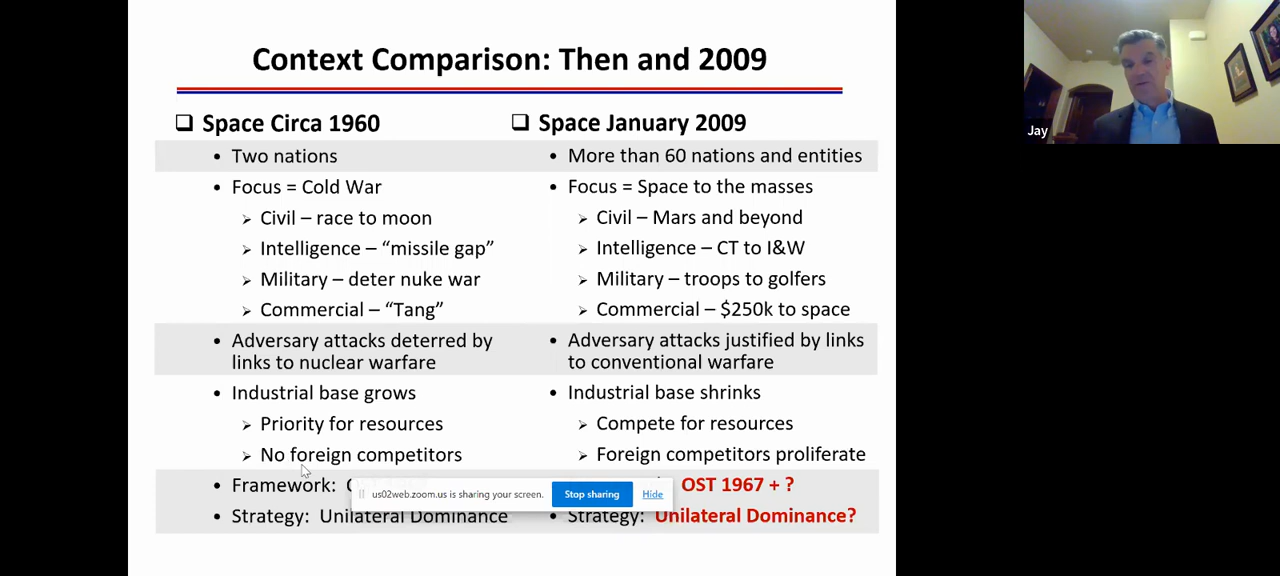 Context Comparison: Then and 2009
Space Circa 1960
Two nations
Focus = Cold War
Civil – race to moon
Intelligence – “missile gap”
Military – deter nuke war
Commercial – “Tang”
Adversary attacks deterred by
links to nuclear warfare
Industrial base grows
Priority for resources
No foreign competitors
Framework:
Strategy: Unilateral Dominance
Space January 2009
More than 60 nations and entities
Focus = Space to the masses
Civil – Mars and beyond
Intelligence – CT to I&W
Military – troops to golfers
Commercial – $250k to space
Adversary attacks justified by links
to conventional warfare
Industrial base shrinks
Compete for resources
Foreign competitors proliferate
OST 1967 + ?
Strategy: Unilateral Dominance?
us02web.zoom.us is sharing your screen.
Stop sharing
Hide
Jay